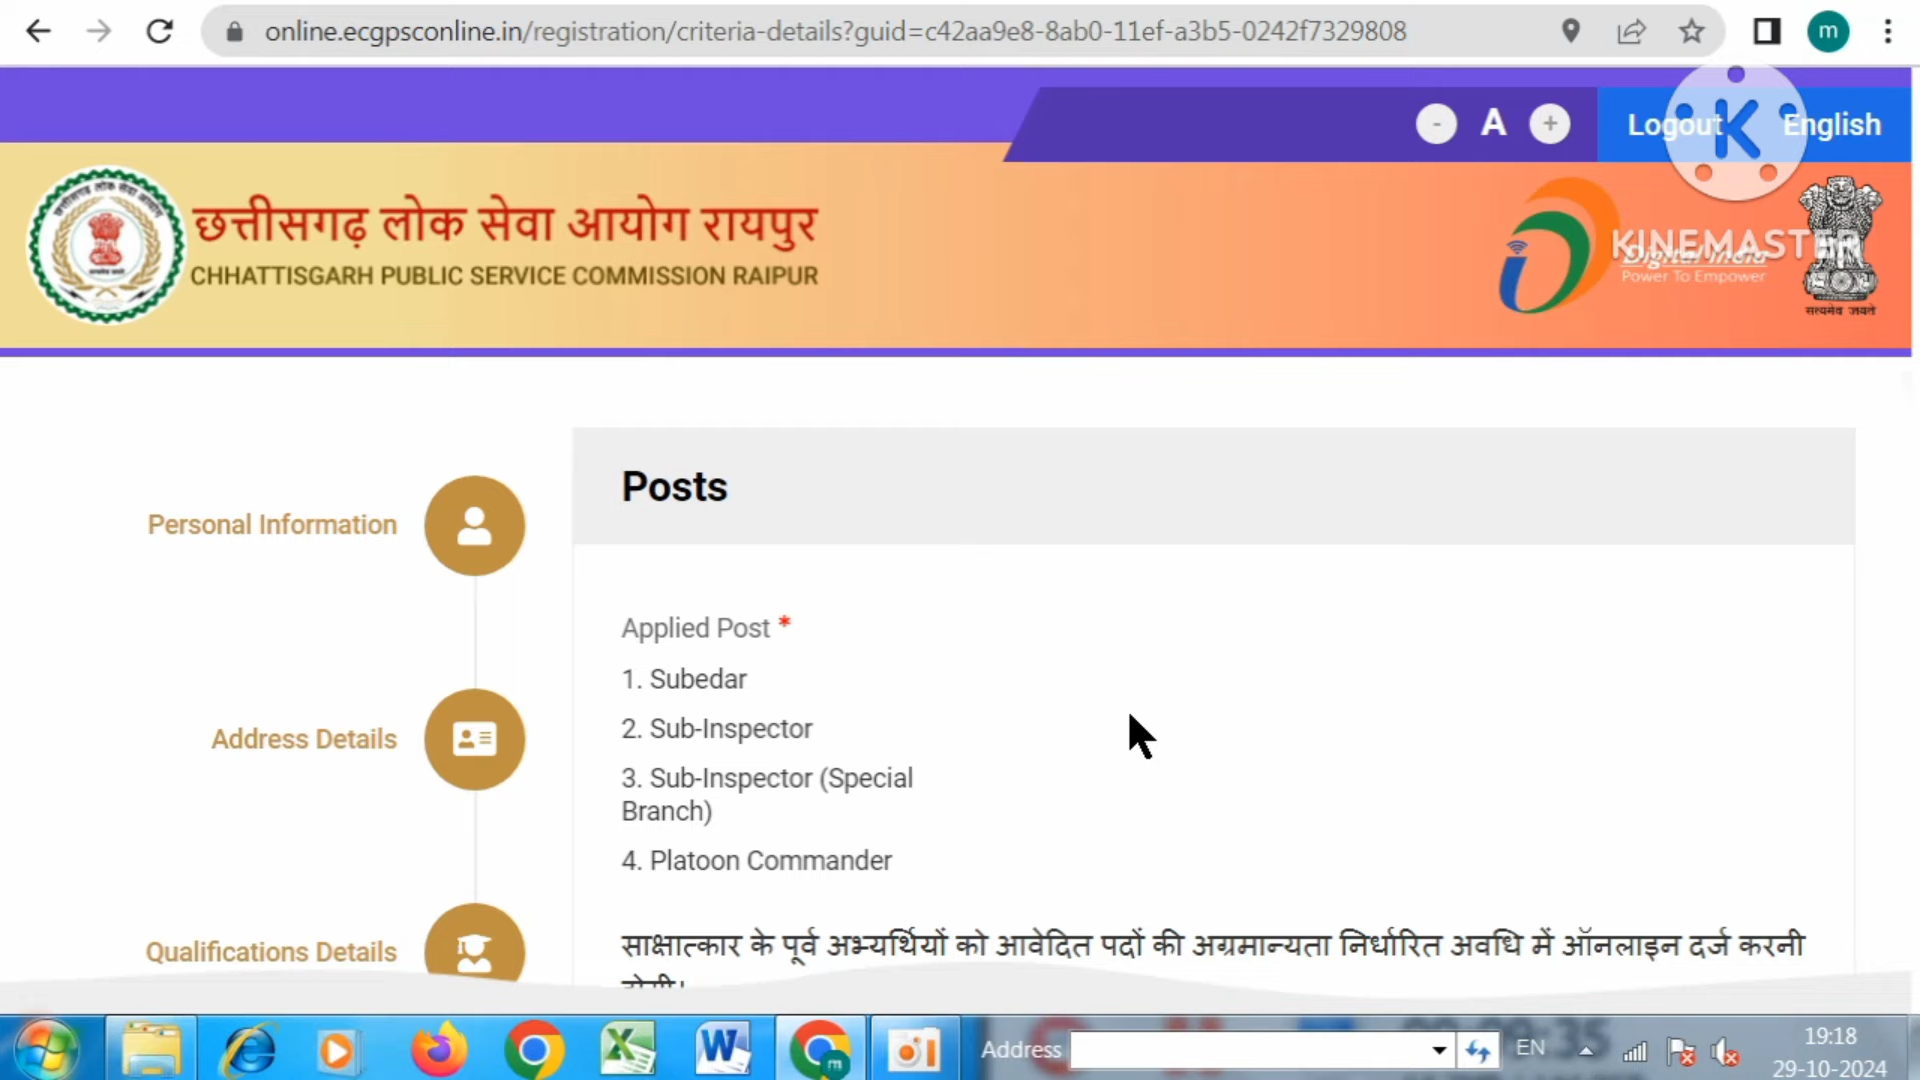 online.ecgpsconline.in/registration/criteria-details?guid=c42aa9e8-8ab0-11ef-a3b5-0242f7329808
m
- A +
Logout
English
छत्तीसगढ़ लोक सेवा आयोग रायपुर
CHHATTISGARH PUBLIC SERVICE COMMISSION RAIPUR
KINEMASTER
Digital India
Power To Empower
सत्यमेव जयते
Posts
Personal Information
Applied Post *
1. Subedar
2. Sub-Inspector
Address Details
3. Sub-Inspector (Special
Branch)
4. Platoon Commander
Qualifications Details
साक्षात्कार के पूर्व अभ्यर्थियों को आवेदित पदों की अग्रमान्यता निर्धारित अवधि में ऑनलाइन दर्ज करनी
होगी।
Address
EN
19:18
29-10-2024